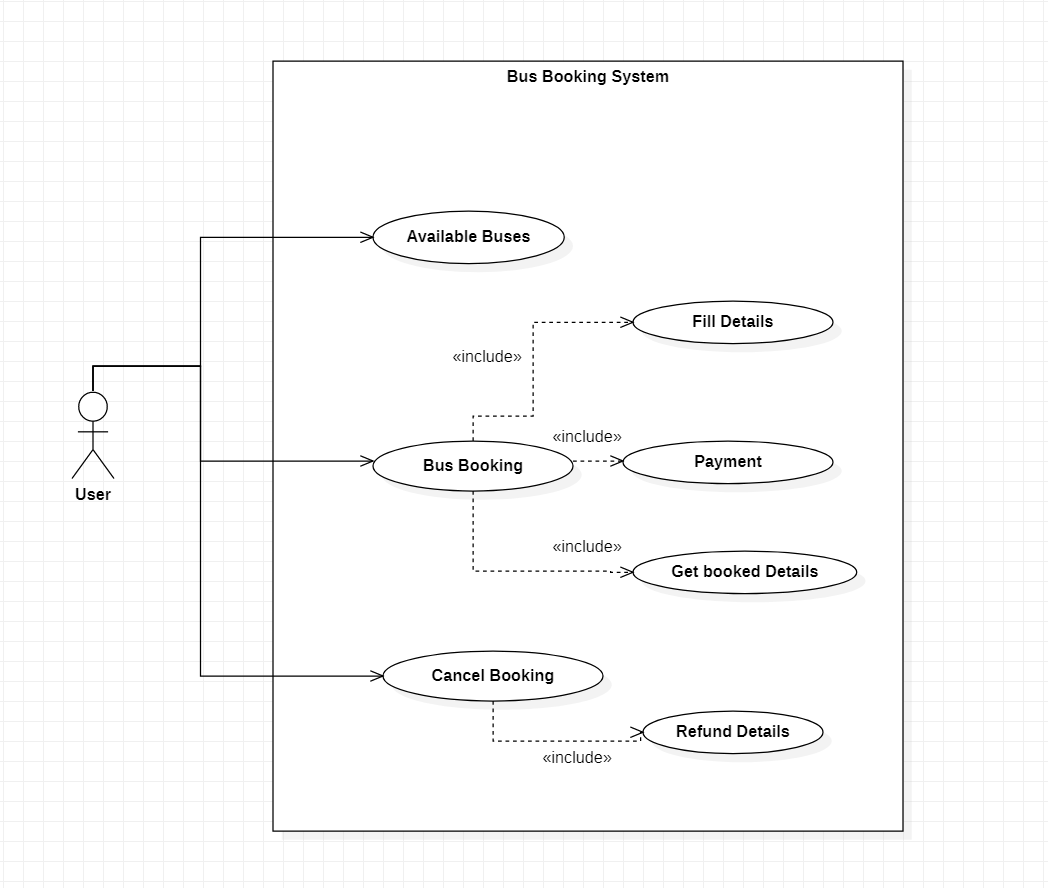 Bus Booking System
Available Buses
Fill Details
«include»
«include»
Bus Booking
Payment
User
«include»
Get booked Details
Cancel Booking
Refund Details
«include»